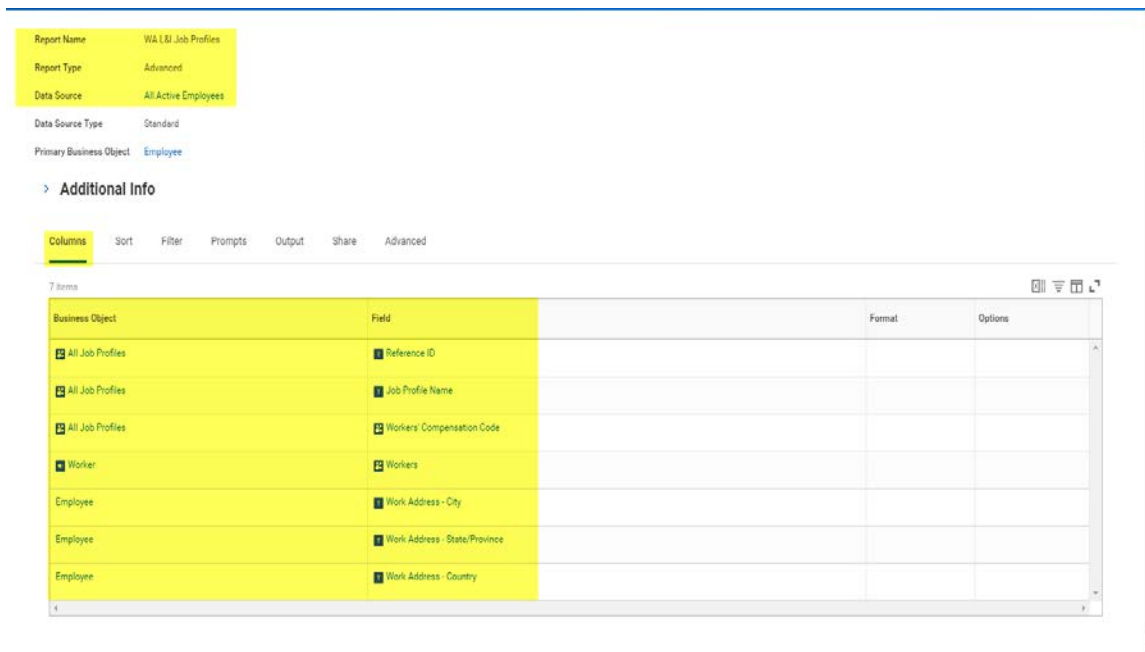 Report Name WA L&I Job Profiles
Report Type Advanced
Data Source All Active Employees
Data Source Type Standard
Primary Business Object Employee
Additional Info
Columns Sort Filter Prompts Output Share Advanced
7 items
Business Object Field Format Options
All Job Profiles Reference ID
All Job Profiles Job Profile Name
All Job Profiles Workers' Compensation Code
Worker Workers
Employee Work Address - City
Employee Work Address - State/Province
Employee Work Address - Country